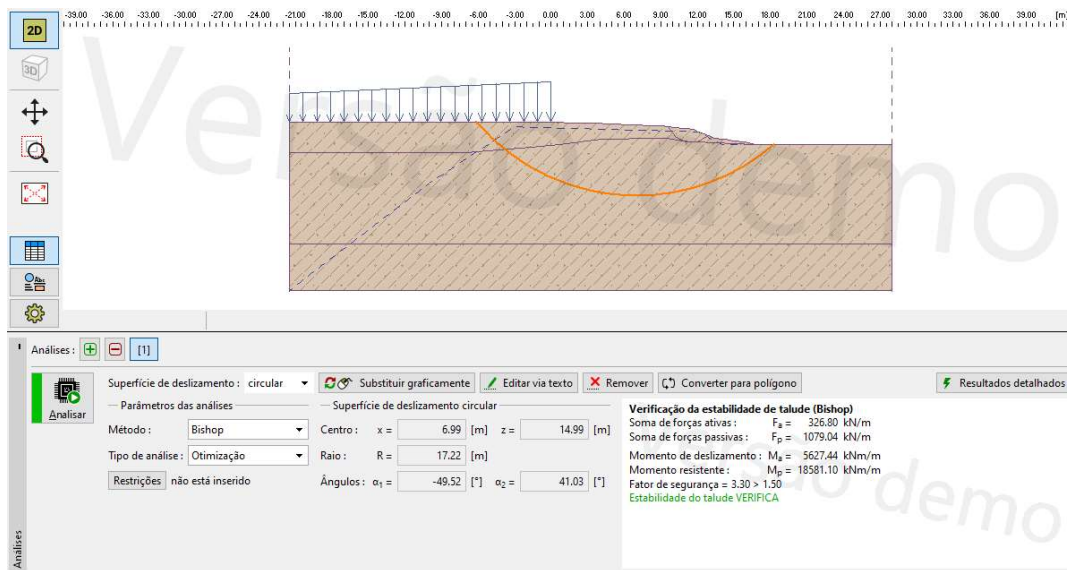 -33.00 -36.00 -33.00 -30.00 -27.00 -24.00 -21.00 -18.00 -15.00 -12.00 -9.00 -6.00 -3.00 0.00 3.00 6.00 9.00 12.00 15.00 18.00 21.00 24.00 27.00 30.00 33.00 36.00 39.00 [m]
2D
3D
Versão demo
Abc
Análises : [1]
Analisar
Superfície de deslizamento : circular Substituir graficamente Editar via texto Remover Converter para polígono Resultados detalhados
Parâmetros das análises Superfície de deslizamento circular
Método : Bishop Centro : x = 6.99 [m] z = 14.99 [m]
Tipo de análise : Otimização Raio : R = 17.22 [m]
Restrições não está inserido Ângulos : α1 = -49.52 [°] α2 = 41.03 [°]
Verificação da estabilidade de talude (Bishop)
Soma de forças ativas : Fa = 326.80 kN/m
Soma de forças passivas : Fp = 1079.04 kN/m
Momento de deslizamento : Ma = 5627.44 kNm/m
Momento resistente : Mp = 18581.10 kNm/m
Fator de segurança = 3.30 > 1.50
Estabilidade do talude VERIFICA
Versão demo
Análises